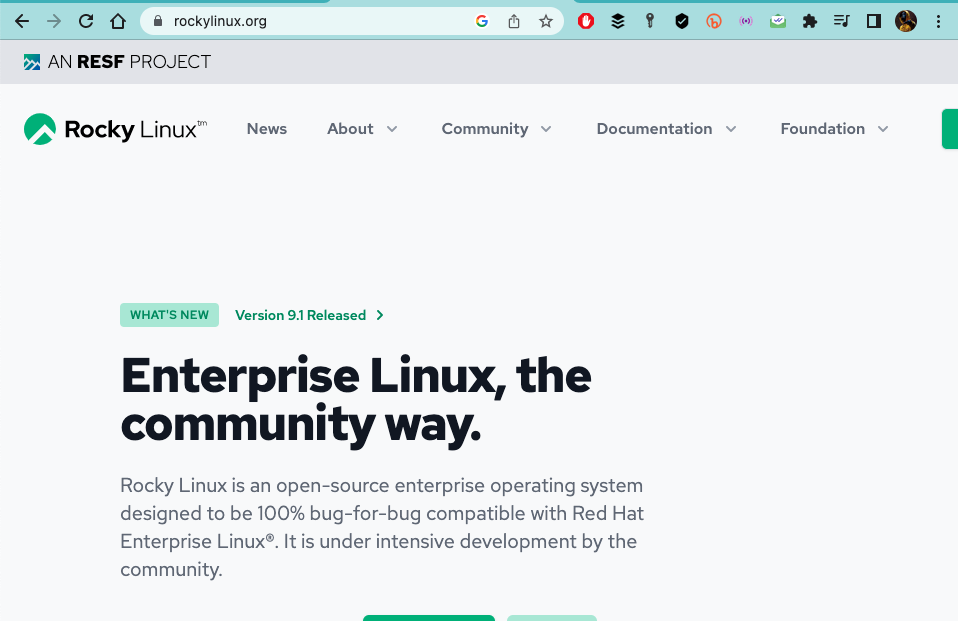 rockylinux.org
AN RESF PROJECT
Rocky Linux™
News About Community Documentation Foundation
WHAT'S NEW Version 9.1 Released
Enterprise Linux, the
community way.
Rocky Linux is an open-source enterprise operating system
designed to be 100% bug-for-bug compatible with Red Hat
Enterprise Linux®. It is under intensive development by the
community.